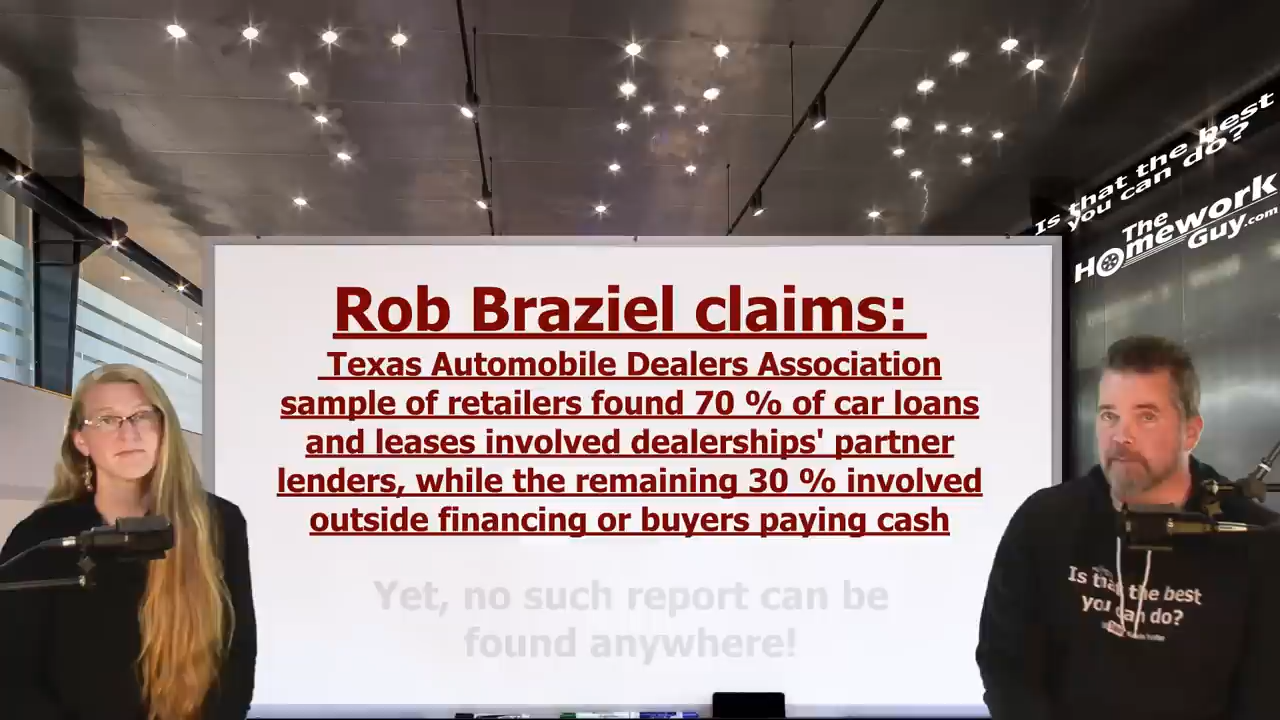 Is that the best
you can do?
The
Homework
Guy.com
Rob Braziel claims:
Texas Automobile Dealers Association
sample of retailers found 70 % of car loans
and leases involved dealerships' partner
lenders, while the remaining 30 % involved
outside financing or buyers paying cash
Yet, no such report can be
found anywhere!
Is that the best
you can do?